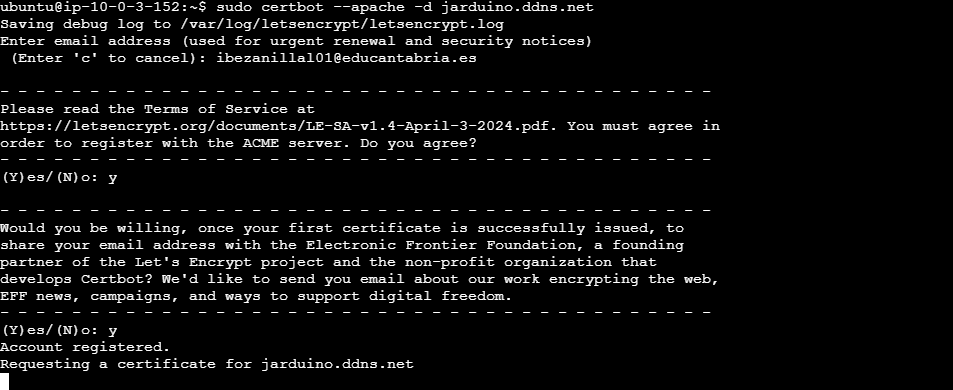 ubuntu@ip-10-0-3-152:~$ sudo certbot --apache -d jarduino.ddns.net
Saving debug log to /var/log/letsencrypt/letsencrypt.log
Enter email address (used for urgent renewal and security notices)
 (Enter 'c' to cancel): ibezanillal01@educantabria.es

- - - - - - - - - - - - - - - - - - - - - - - - - - - - - - - - - - - - - - - -
Please read the Terms of Service at
https://letsencrypt.org/documents/LE-SA-v1.4-April-3-2024.pdf. You must agree in
order to register with the ACME server. Do you agree?
- - - - - - - - - - - - - - - - - - - - - - - - - - - - - - - - - - - - - - - -
(Y)es/(N)o: y

- - - - - - - - - - - - - - - - - - - - - - - - - - - - - - - - - - - - - - - -
Would you be willing, once your first certificate is successfully issued, to
share your email address with the Electronic Frontier Foundation, a founding
partner of the Let's Encrypt project and the non-profit organization that
develops Certbot? We'd like to send you email about our work encrypting the web,
EFF news, campaigns, and ways to support digital freedom.
- - - - - - - - - - - - - - - - - - - - - - - - - - - - - - - - - - - - - - - -
(Y)es/(N)o: y
Account registered.
Requesting a certificate for jarduino.ddns.net